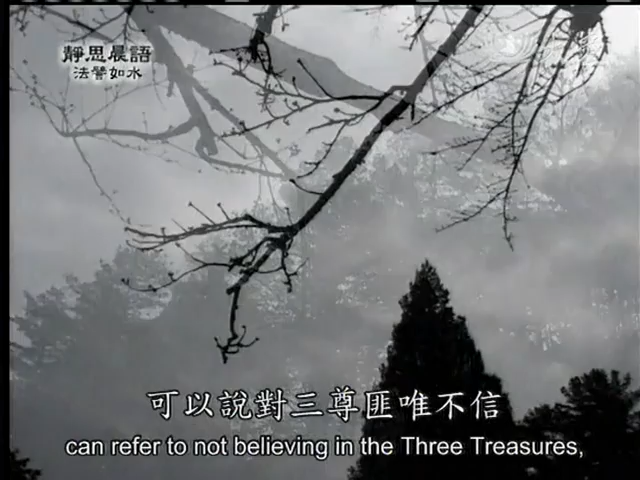 靜思晨語
法譬如水
可以說對三尊匪唯不信
can refer to not believing in the Three Treasures,